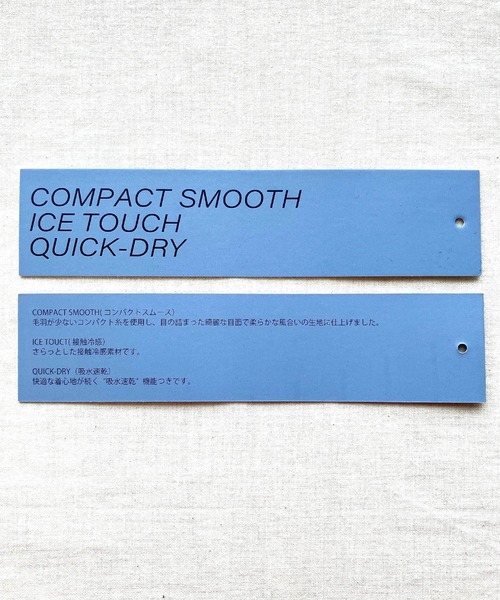 COMPACT SMOOTH
ICE TOUCH
QUICK-DRY
COMPACT SMOOTH(コンパクトスムース)
毛羽が少ないコンパクト糸を使用し、目の詰まった綺麗な目面で柔らかな風合いの生地に仕上げました。
ICE TOUCT(接触冷感)
さらっとした接触冷感素材です。
QUICK-DRY（吸水速乾）
快適な着心地が続く“吸水速乾”機能つきです。